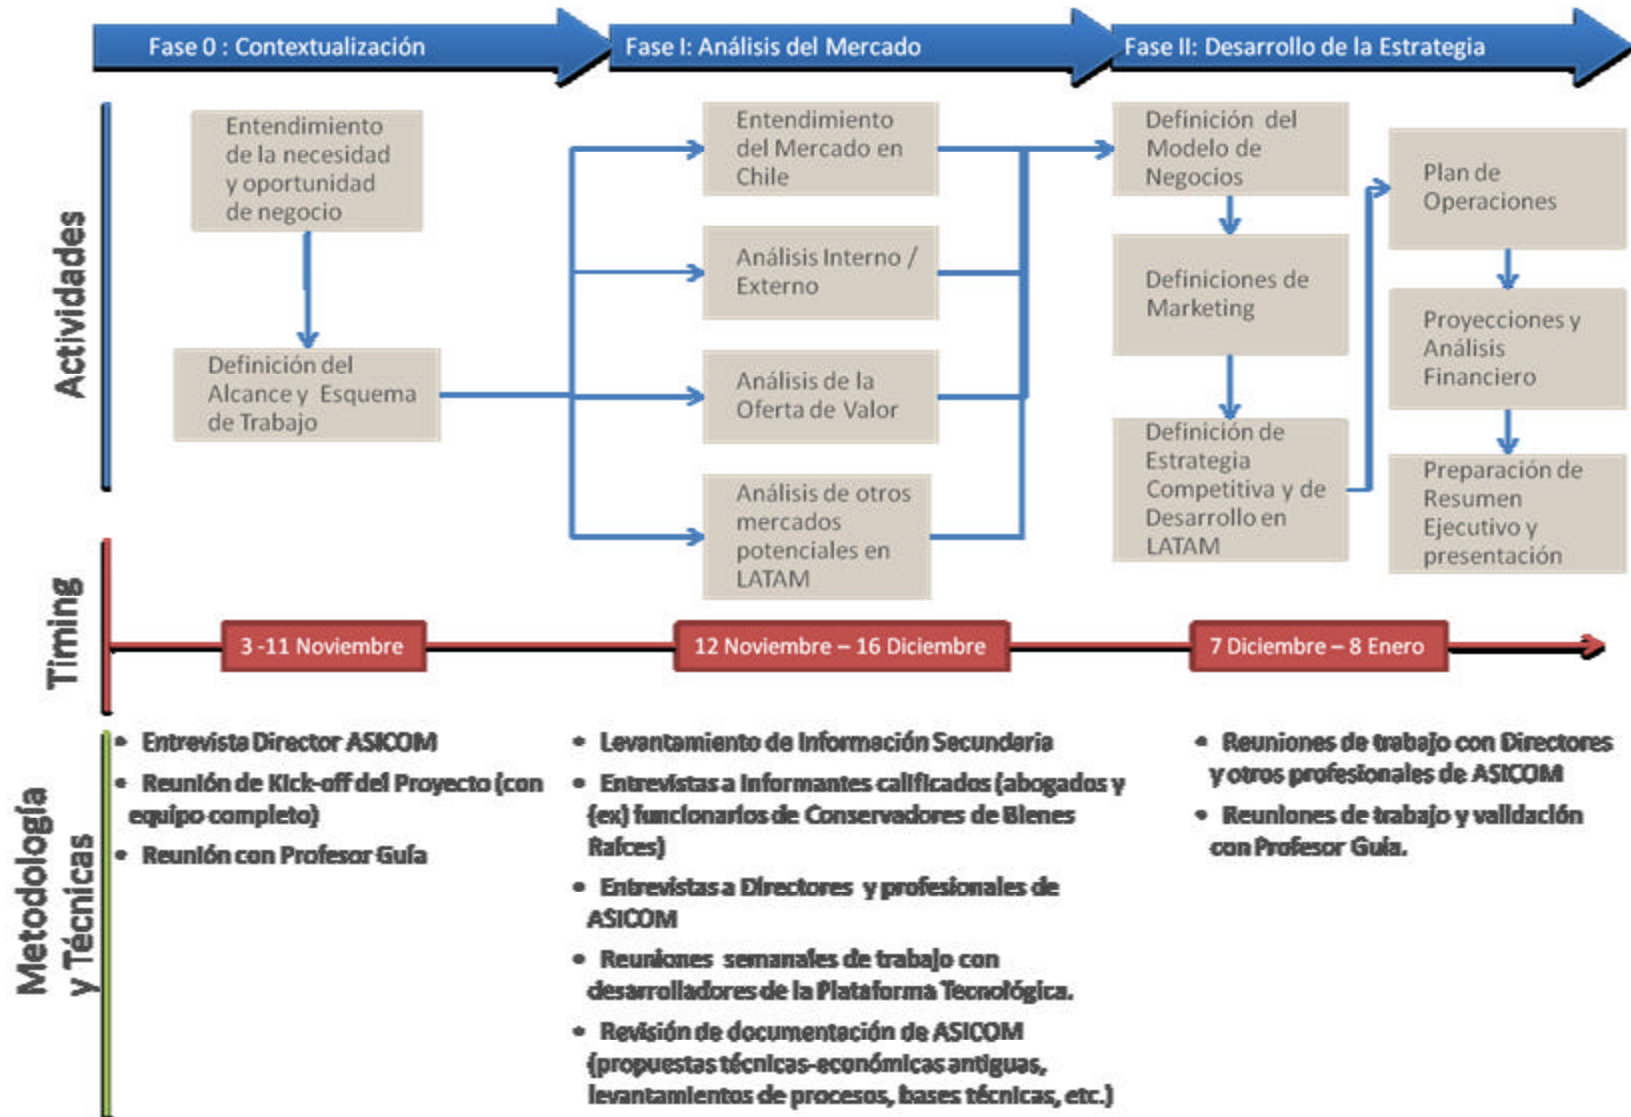 Fase 0 : Contextualización
Fase I: Análisis del Mercado
Fase II: Desarrollo de la Estrategia
Actividades
Entendimiento
de la necesidad
y oportunidad
de negocio
Definición del
Alcance y Esquema
de Trabajo
Entendimiento
del Mercado en
Chile
Análisis Interno /
Externo
Análisis de la
Oferta de Valor
Análisis de otros
mercados
potenciales en
LATAM
Definición del
Modelo de
Negocios
Definiciones de
Marketing
Definición de
Estrategia
Competitiva y de
Desarrollo en
LATAM
Plan de
Operaciones
Proyecciones y
Análisis
Financiero
Preparación de
Resumen
Ejecutivo y
presentación
Timing
3 -11 Noviembre
12 Noviembre – 16 Diciembre
7 Diciembre – 8 Enero
Metodología
y Técnicas
• Entrevista Director ASICOM
• Reunión de Kick-off del Proyecto (con
equipo completo)
• Reunión con Profesor Guía
• Levantamiento de Información Secundaria
• Entrevistas a Informantes calificados (abogados y
(ex) funcionarios de Conservadores de Bienes
Raíces)
• Entrevistas a Directores y profesionales de
ASICOM
• Reuniones semanales de trabajo con
desarrolladores de la Plataforma Tecnológica.
• Revisión de documentación de ASICOM
(propuestas técnicas-económicas antiguas,
levantamientos de procesos, bases técnicas, etc.)
• Reuniones de trabajo con Directores
y otros profesionales de ASICOM
• Reuniones de trabajo y validación
con Profesor Guía.